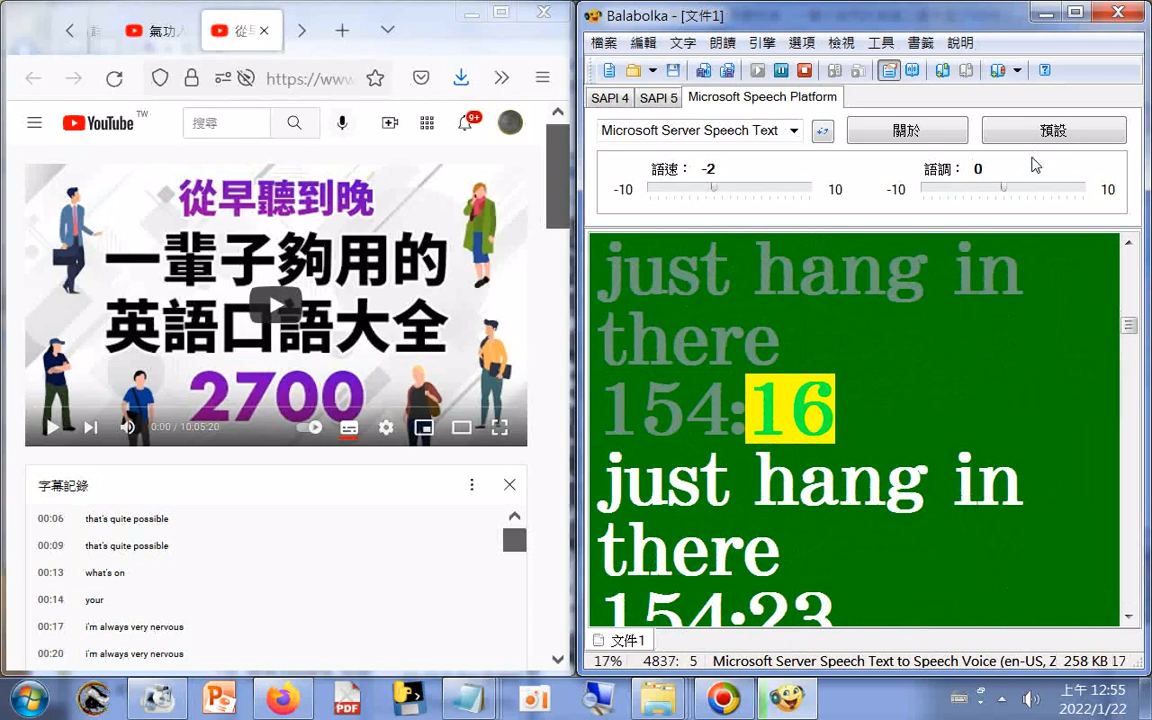 氣功
從
https://www
YouTube TW
搜尋
9+
從早聽到晚
一輩子夠用的
英語口語大全
2700
0:00 / 10:05:20
字幕記錄
00:06 that's quite possible
00:09 that's quite possible
00:13 what's on
00:14 your
00:17 i'm always very nervous
00:20 i'm always very nervous
Balabolka - [文件1]
檔案 編輯 文字 朗讀 引擎 選項 檢視 工具 書籤 說明
SAPI 4 SAPI 5 Microsoft Speech Platform
Microsoft Server Speech Text 關於 預設
語速： -2 語調： 0
-10 10 -10 10
just hang in
there
154:16
just hang in
there
154:23
文件1
17% 4837: 5 Microsoft Server Speech Text to Speech Voice (en-US, Z 258 KB 17
PDF
上午 12:55
2022/1/22